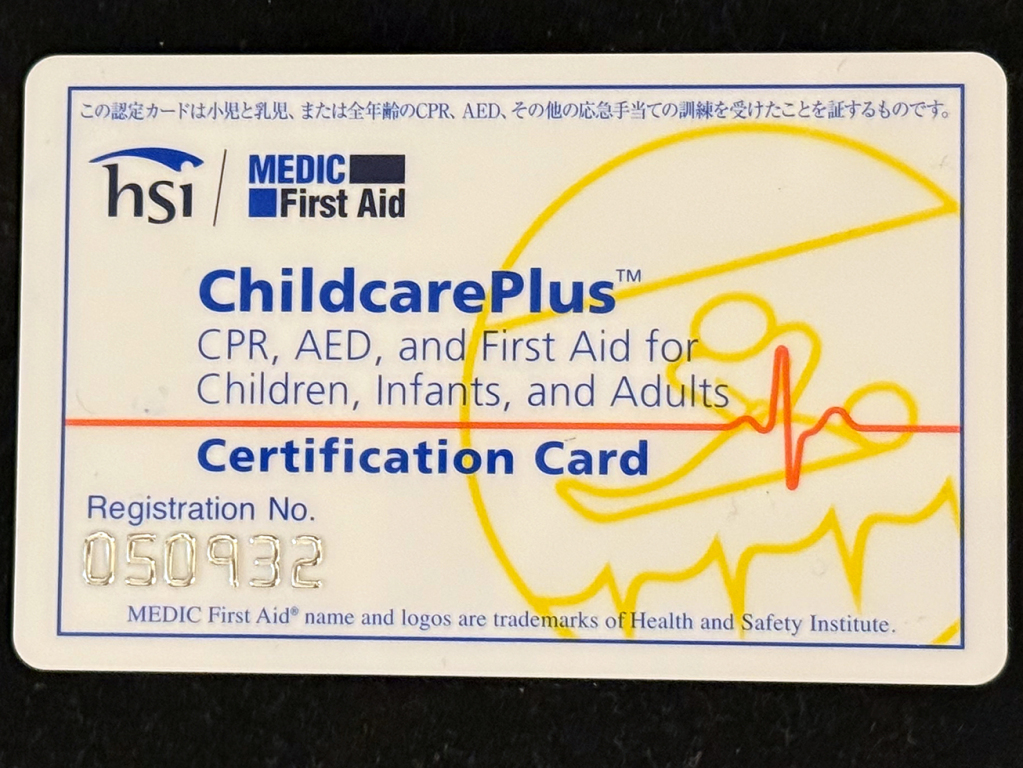 この認定カードは小児と乳児、または全年齢のCPR、AED、その他の応急手当ての訓練を受けたことを証するものです。
hsi MEDIC First Aid
ChildcarePlus™
CPR, AED, and First Aid for
Children, Infants, and Adults
Certification Card
Registration No.
050932
MEDIC First Aid® name and logos are trademarks of Health and Safety Institute.